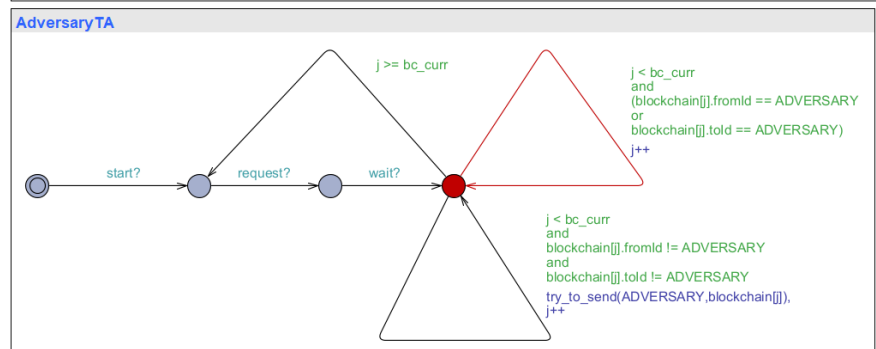 AdversaryTA
j >= bc_curr
j < bc_curr
and
(blockchain[j].fromId == ADVERSARY
or
blockchain[j].toId == ADVERSARY)
j++
start?
request?
wait?
j < bc_curr
and
blockchain[j].fromId != ADVERSARY
and
blockchain[j].toId != ADVERSARY
try_to_send(ADVERSARY,blockchain[j]),
j++